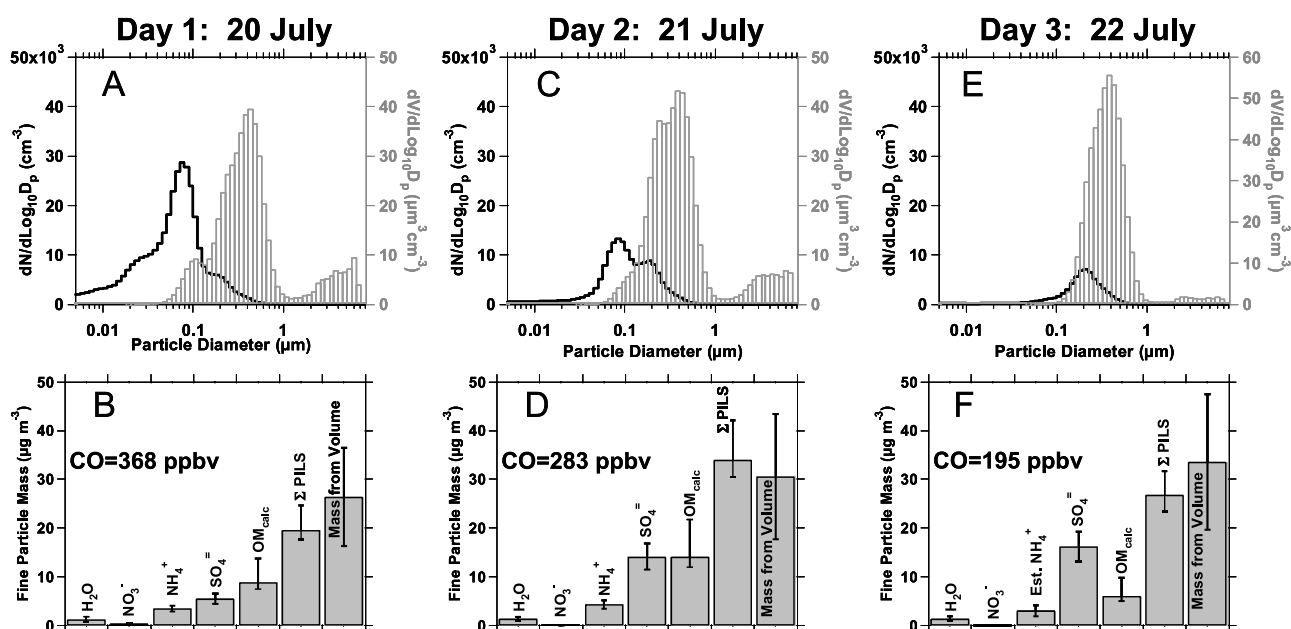 Day 1: 20 July
Day 2: 21 July
Day 3: 22 July
A
50x10³
40
30
20
10
0
dN/dLog₁₀Dₚ (cm⁻³)
50
40
30
20
10
0
dV/dLog₁₀Dₚ (µm³ cm⁻³)
0.01
0.1
1
Particle Diameter (µm)
C
50x10³
40
30
20
10
0
dN/dLog₁₀Dₚ (cm⁻³)
50
40
30
20
10
0
dV/dLog₁₀Dₚ (µm³ cm⁻³)
0.01
0.1
1
Particle Diameter (µm)
E
50x10³
40
30
20
10
0
dN/dLog₁₀Dₚ (cm⁻³)
60
50
40
30
20
10
0
dV/dLog₁₀Dₚ (µm³ cm⁻³)
0.01
0.1
1
Particle Diameter (µm)
B
50
40
30
20
10
0
Fine Particle Mass (µg m⁻³)
CO=368 ppbv
H₂O
NO₃⁻
NH₄⁺
SO₄⁼
OMcalc
Σ PILS
Mass from Volume
D
50
40
30
20
10
0
Fine Particle Mass (µg m⁻³)
CO=283 ppbv
H₂O
NO₃⁻
NH₄⁺
SO₄⁼
OMcalc
Σ PILS
Mass from Volume
F
50
40
30
20
10
0
Fine Particle Mass (µg m⁻³)
CO=195 ppbv
H₂O
NO₃⁻
Est. NH₄⁺
SO₄⁼
OMcalc
Σ PILS
Mass from Volume